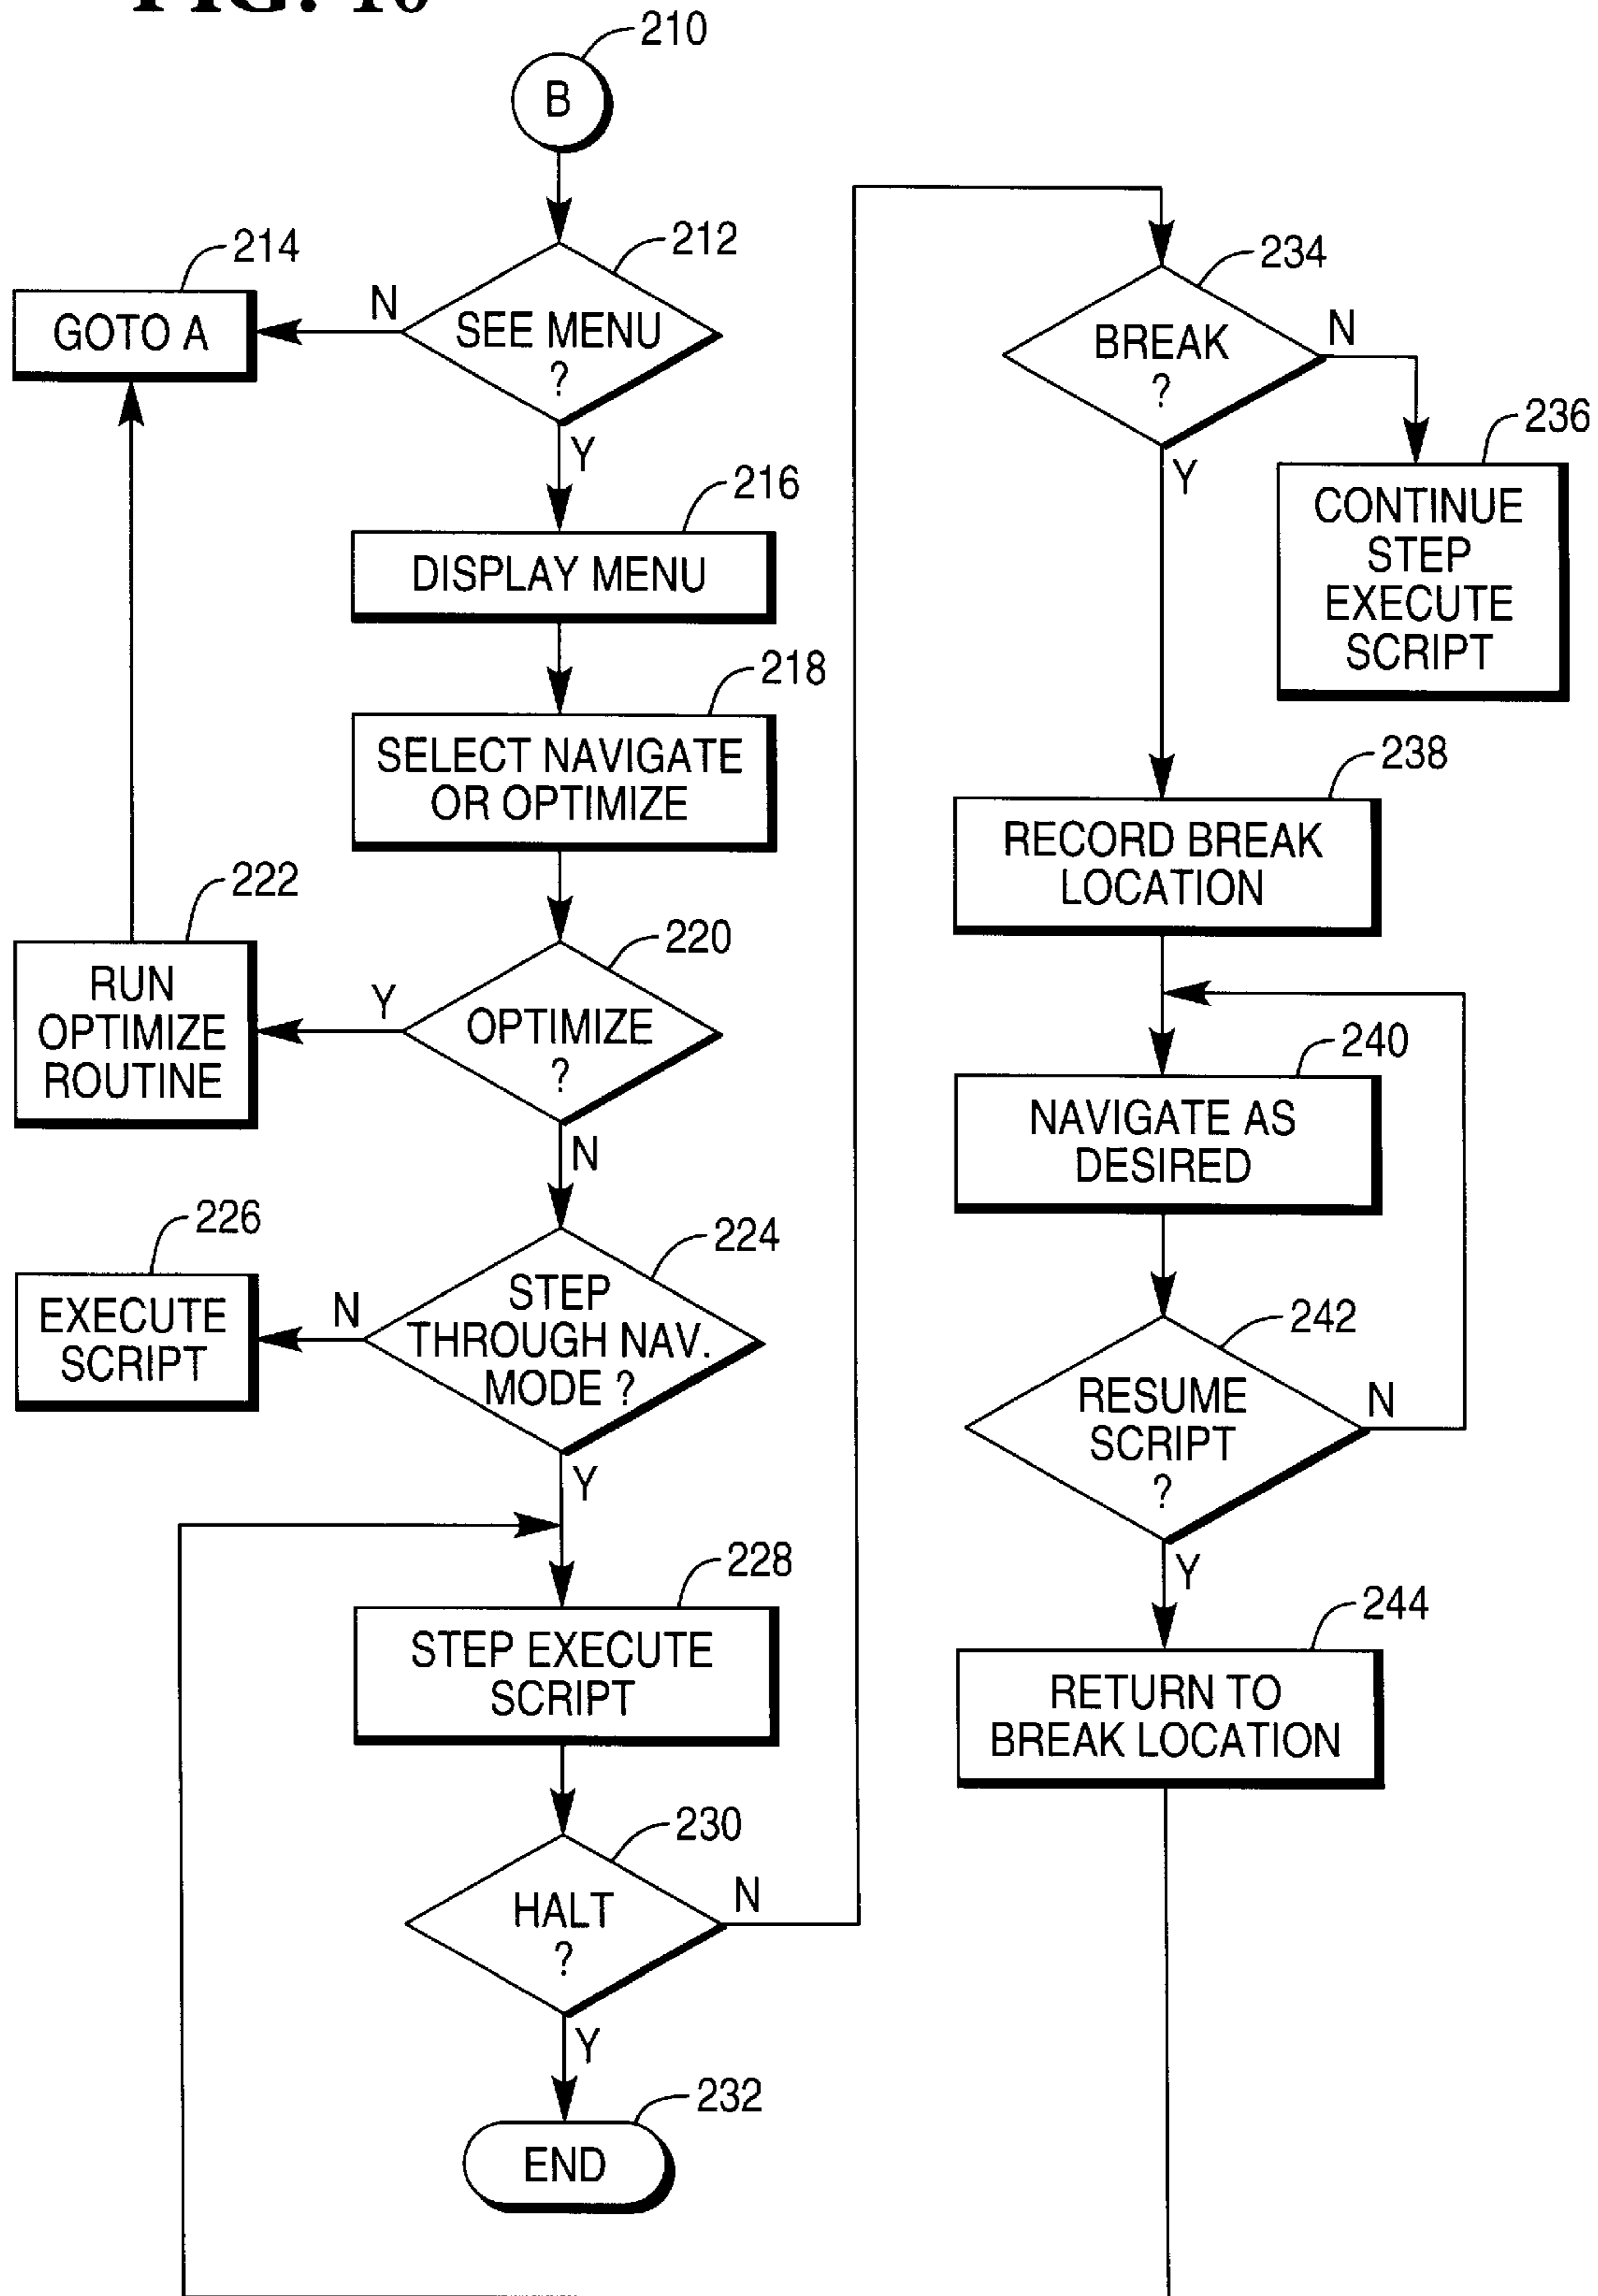 FIG. 10
210
B
212
SEE MENU
?
N
214
GOTO A
Y
216
DISPLAY MENU
218
SELECT NAVIGATE
OR OPTIMIZE
220
OPTIMIZE
?
Y
222
RUN
OPTIMIZE
ROUTINE
N
224
STEP
THROUGH NAV.
MODE ?
N
226
EXECUTE
SCRIPT
Y
228
STEP EXECUTE
SCRIPT
230
HALT
?
N
Y
232
END
234
BREAK
?
N
236
CONTINUE
STEP
EXECUTE
SCRIPT
Y
238
RECORD BREAK
LOCATION
240
NAVIGATE AS
DESIRED
242
RESUME
SCRIPT
?
N
Y
244
RETURN TO
BREAK LOCATION